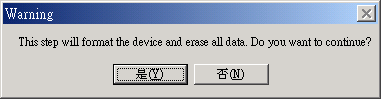 Warning
This step will format the device and erase all data. Do you want to continue?
是(Y) 否(N)